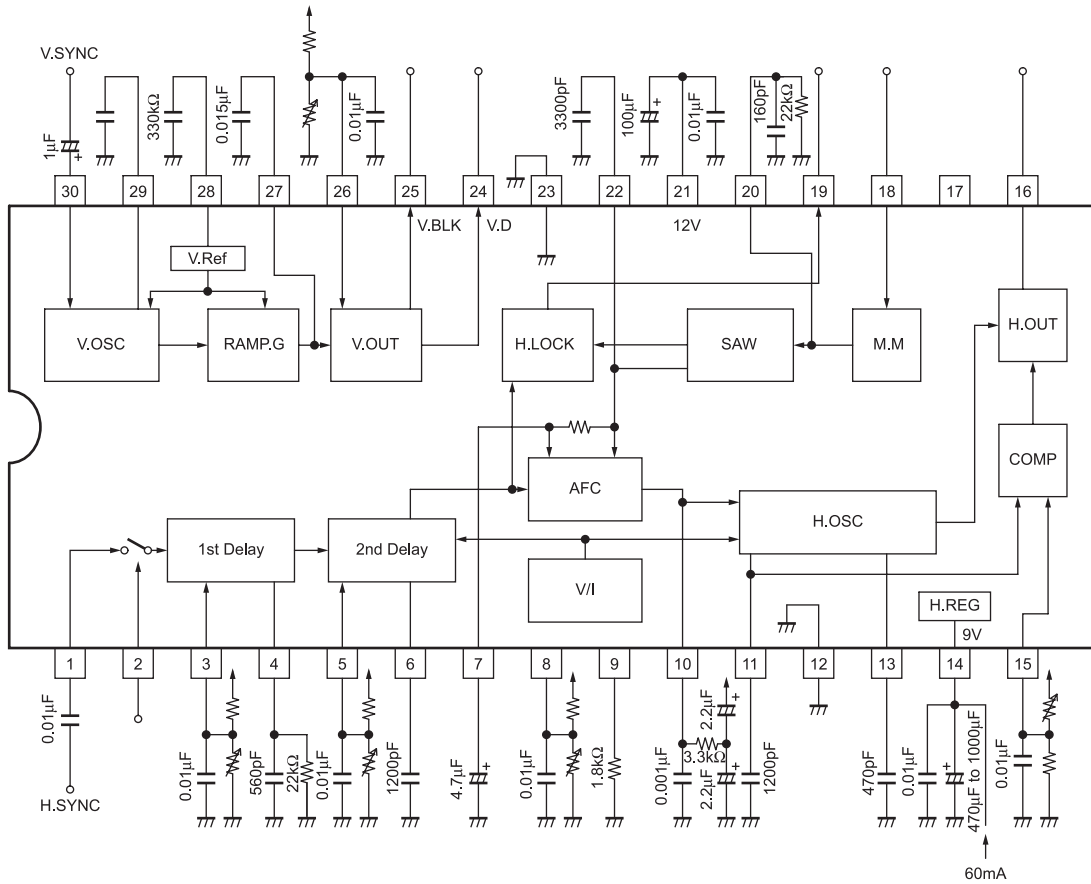 V.SYNC
1µF
+
330kΩ
0.015µF
0.01µF
3300pF
100µF
+
0.01µF
160pF
22kΩ
30
29
28
27
26
25
24
23
22
21
20
19
18
17
16
V.BLK
V.D
12V
V.Ref
V.OSC
RAMP.G
V.OUT
H.LOCK
SAW
M.M
H.OUT
COMP
AFC
H.OSC
1st Delay
2nd Delay
V/I
H.REG
9V
1
2
3
4
5
6
7
8
9
10
11
12
13
14
15
0.01µF
H.SYNC
0.01µF
560pF
22kΩ
0.01µF
1200pF
4.7µF
+
0.01µF
1.8kΩ
0.001µF
3.3kΩ
2.2µF
+
2.2µF
+
1200pF
470pF
0.01µF
+
470µF to 1000µF
0.01µF
60mA